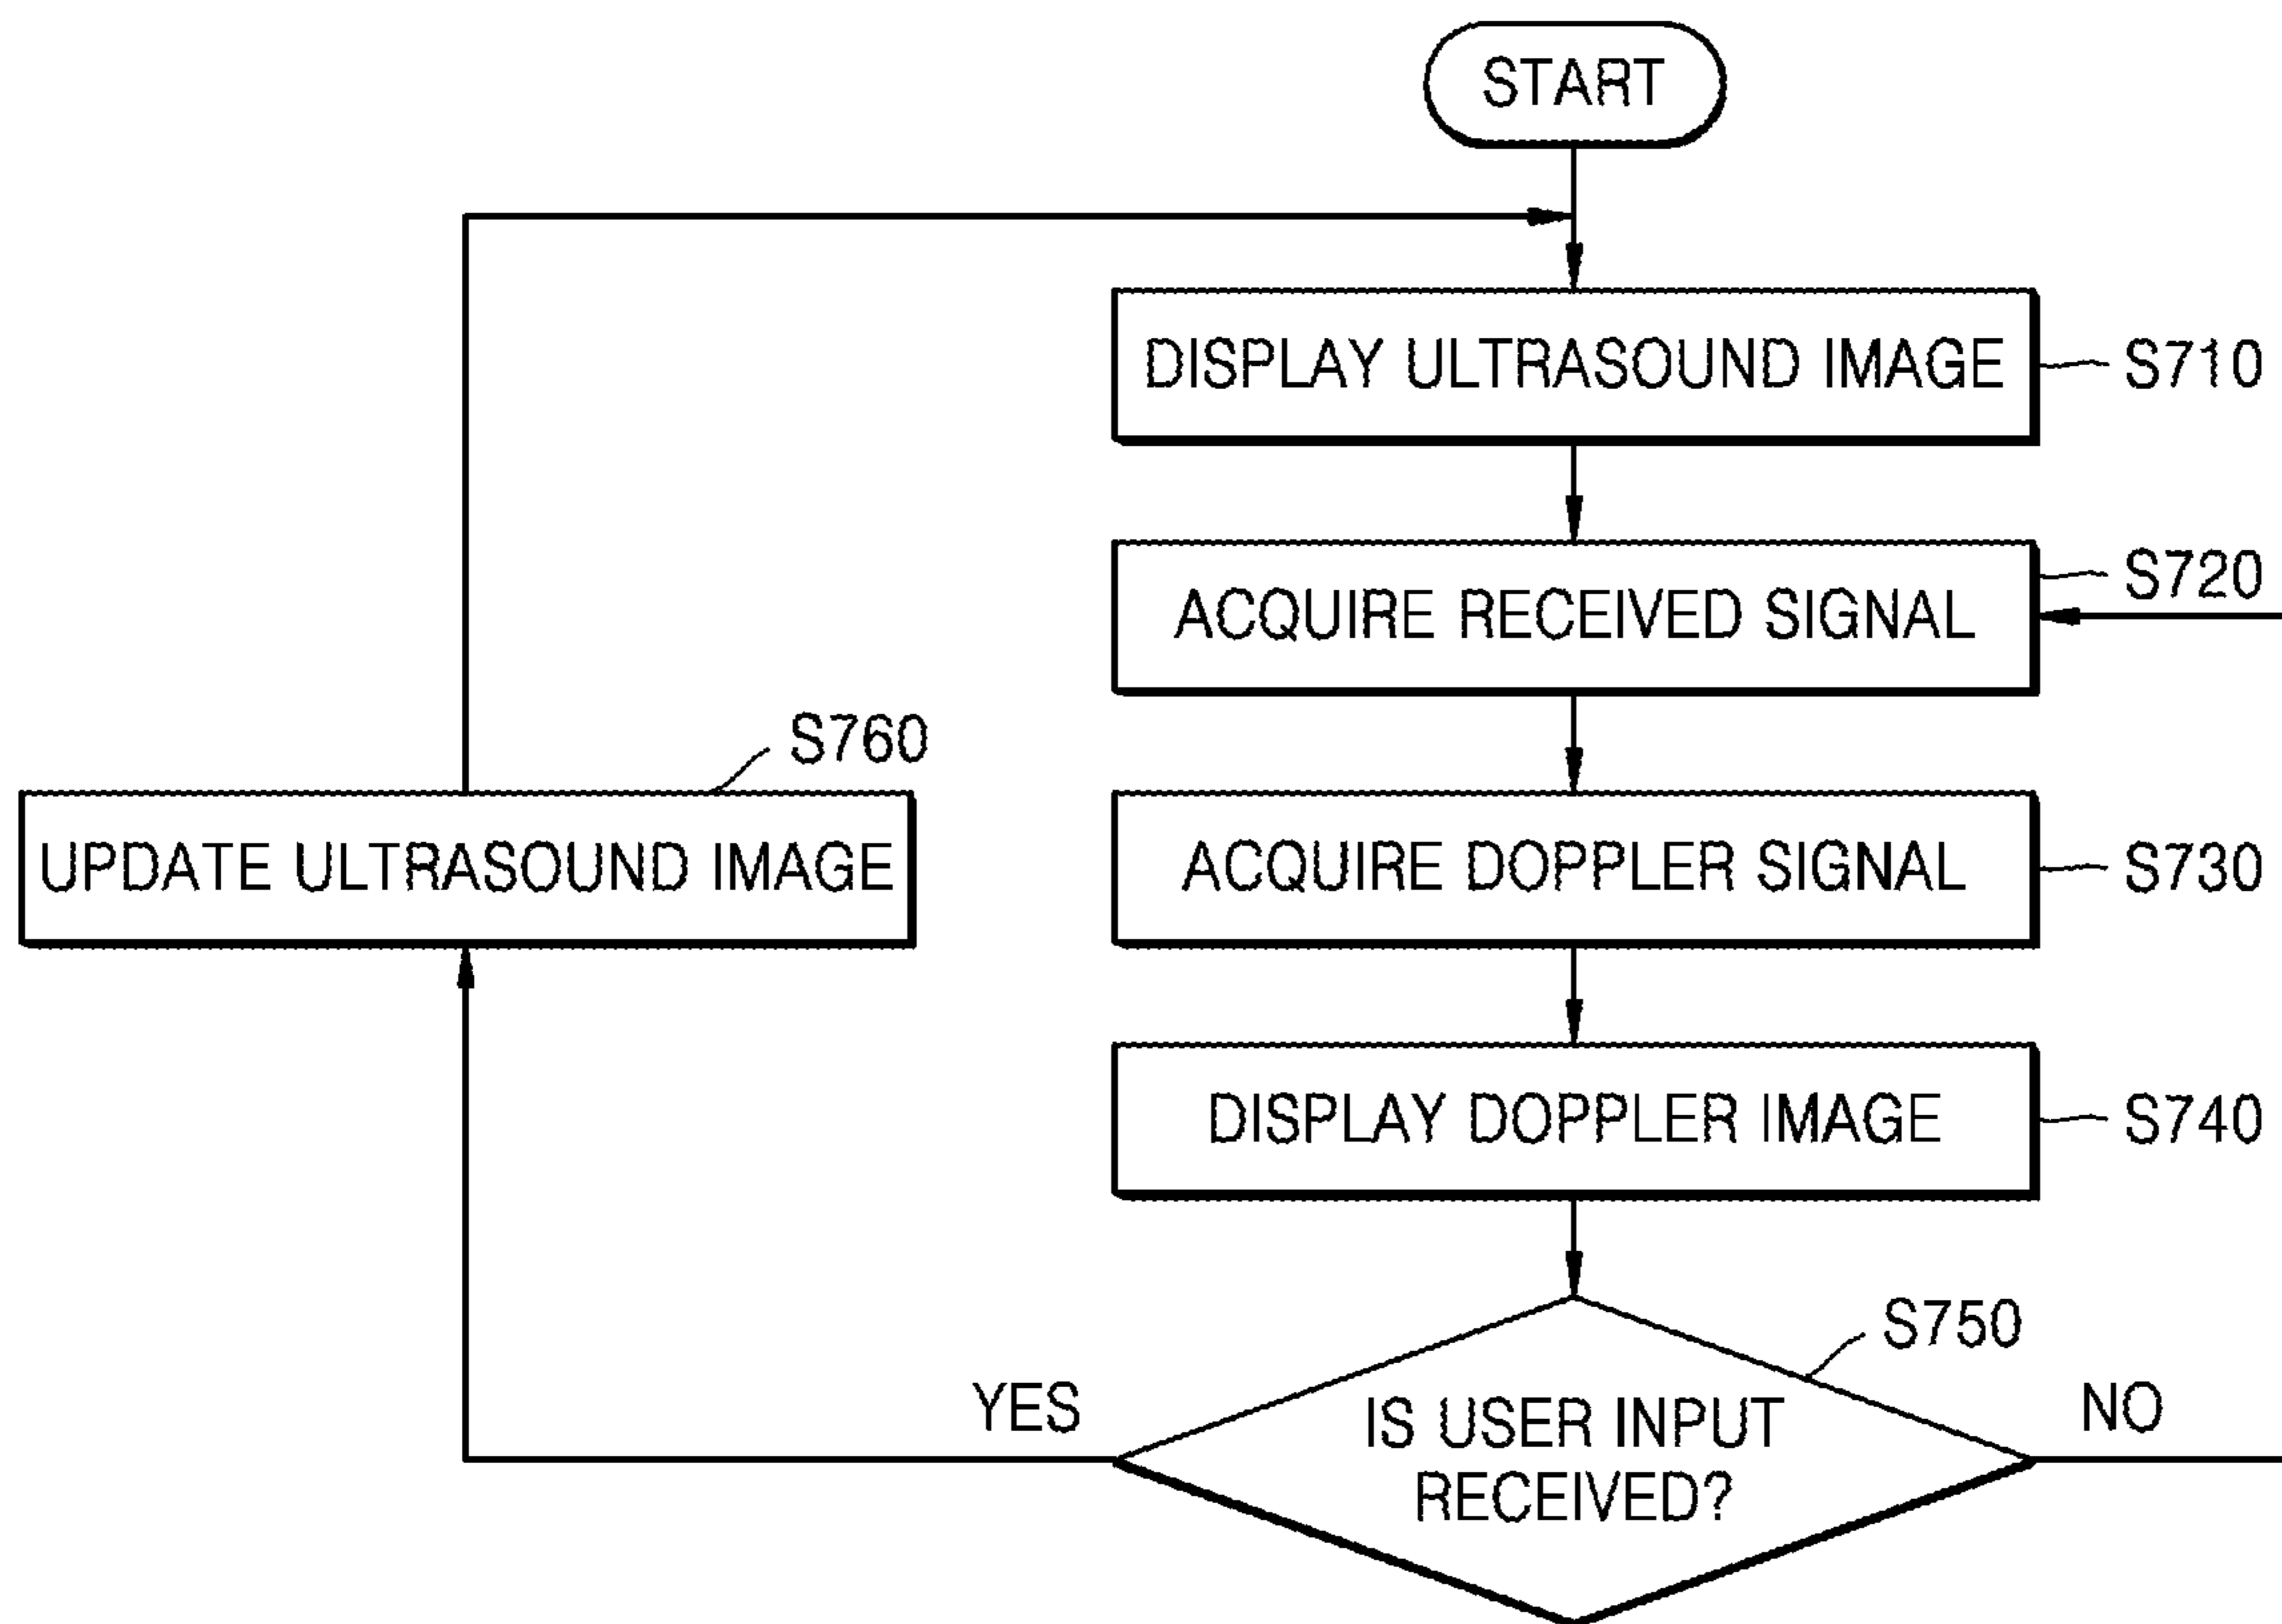 START
DISPLAY ULTRASOUND IMAGE
S710
S720
ACQUIRE RECEIVED SIGNAL
S760
UPDATE ULTRASOUND IMAGE
ACQUIRE DOPPLER SIGNAL
S730
DISPLAY DOPPLER IMAGE
S740
S750
YES
IS USER INPUT
RECEIVED?
NO